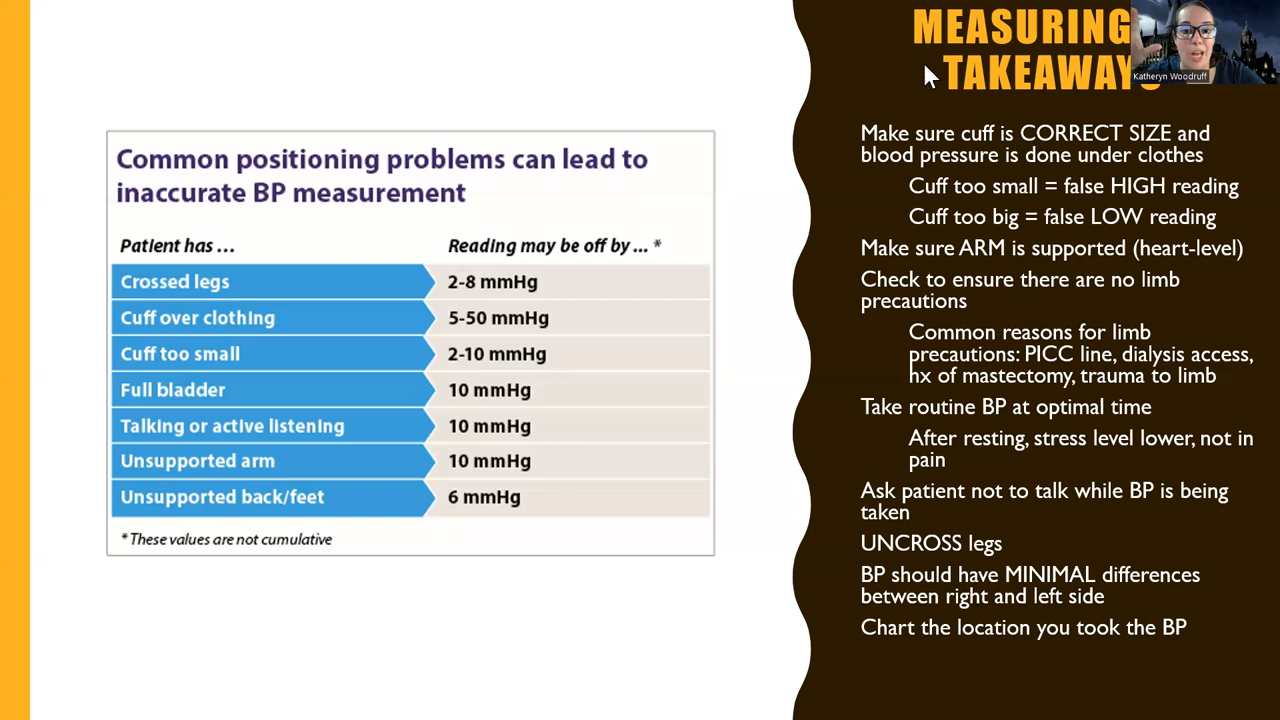 MEASURING
TAKEAWAYS
Katheryn Woodruff
Common positioning problems can lead to
inaccurate BP measurement
Patient has ... Reading may be off by ... *
Crossed legs 2-8 mmHg
Cuff over clothing 5-50 mmHg
Cuff too small 2-10 mmHg
Full bladder 10 mmHg
Talking or active listening 10 mmHg
Unsupported arm 10 mmHg
Unsupported back/feet 6 mmHg
* These values are not cumulative
Make sure cuff is CORRECT SIZE and
blood pressure is done under clothes
Cuff too small = false HIGH reading
Cuff too big = false LOW reading
Make sure ARM is supported (heart-level)
Check to ensure there are no limb
precautions
Common reasons for limb
precautions: PICC line, dialysis access,
hx of mastectomy, trauma to limb
Take routine BP at optimal time
After resting, stress level lower, not in
pain
Ask patient not to talk while BP is being
taken
UNCROSS legs
BP should have MINIMAL differences
between right and left side
Chart the location you took the BP